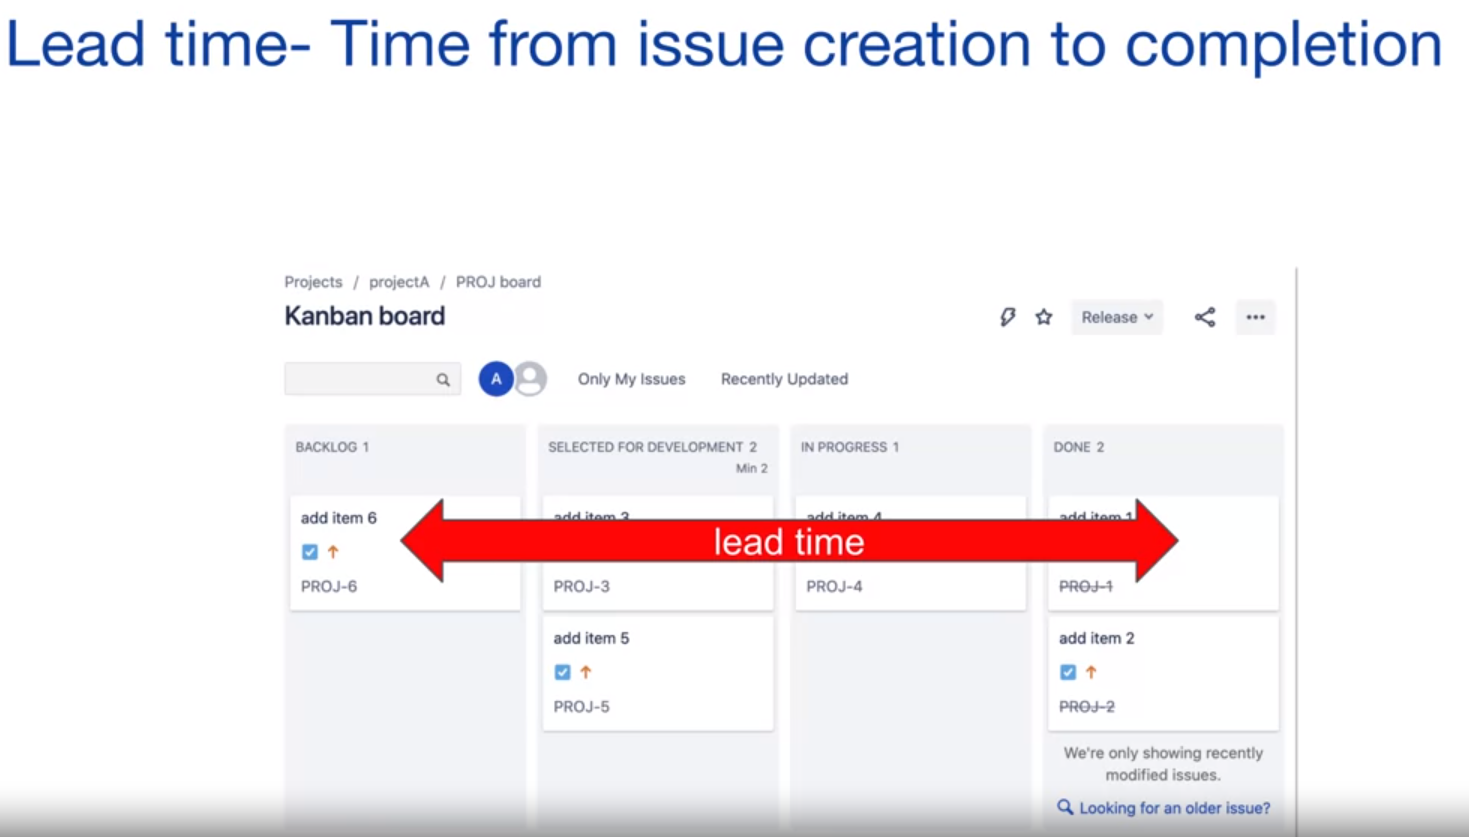 Lead time- Time from issue creation to completion
Projects / projectA / PROJ board
Kanban board
Release
A
Only My Issues
Recently Updated
BACKLOG 1
SELECTED FOR DEVELOPMENT 2
Min 2
IN PROGRESS 1
DONE 2
add item 6
add item 3
add item 4
add item 1
lead time
PROJ-6
PROJ-3
PROJ-4
PROJ-1
add item 5
add item 2
PROJ-5
PROJ-2
We're only showing recently
modified issues.
Looking for an older issue?